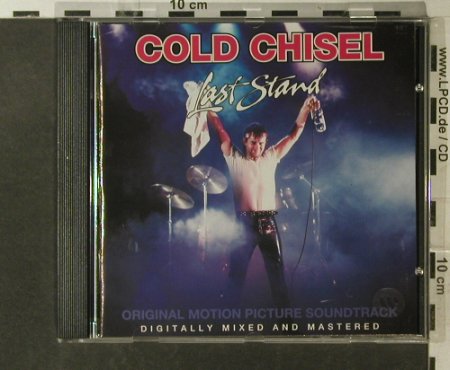 10 cm
COLD CHISEL
Last Stand
ORIGINAL MOTION PICTURE SOUNDTRACK
DIGITALLY MIXED AND MASTERED
www.LPCD.de / CD
10 cm